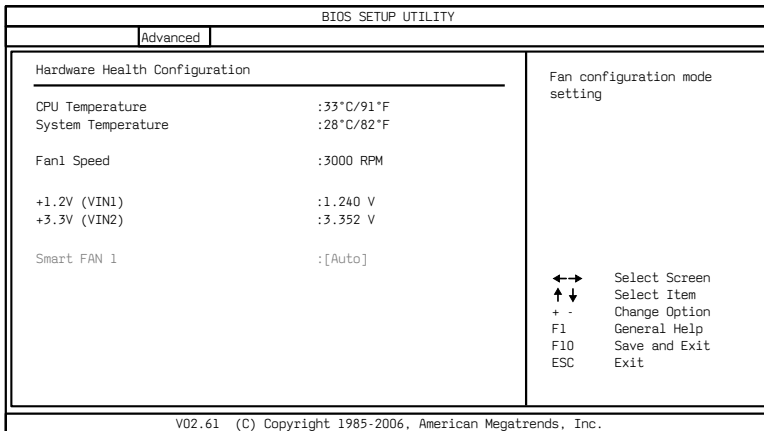 BIOS SETUP UTILITY
Advanced
Hardware Health Configuration
CPU Temperature :33°C/91°F
System Temperature :28°C/82°F
Fan1 Speed :3000 RPM
+1.2V (VIN1) :1.240 V
+3.3V (VIN2) :3.352 V
Smart FAN 1 :[Auto]
Fan configuration mode
setting
←→ Select Screen
↑↓ Select Item
+ - Change Option
F1 General Help
F10 Save and Exit
ESC Exit
V02.61 (C) Copyright 1985-2006, American Megatrends, Inc.